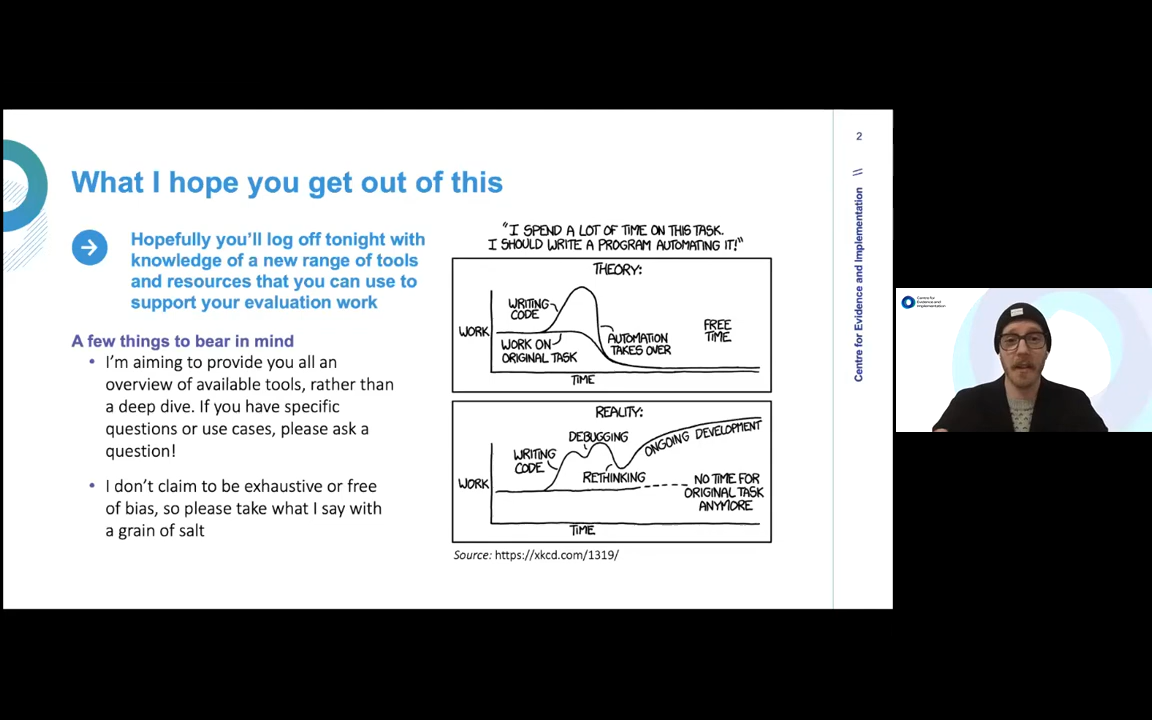 What I hope you get out of this
Hopefully you'll log off tonight with
knowledge of a new range of tools
and resources that you can use to
support your evaluation work
A few things to bear in mind
• I'm aiming to provide you all an
overview of available tools, rather than
a deep dive. If you have specific
questions or use cases, please ask a
question!
• I don't claim to be exhaustive or free
of bias, so please take what I say with
a grain of salt
"I SPEND A LOT OF TIME ON THIS TASK.
I SHOULD WRITE A PROGRAM AUTOMATING IT!"
THEORY:
WRITING
CODE
WORK
WORK ON
ORIGINAL TASK
AUTOMATION
TAKES OVER
FREE
TIME
TIME
REALITY:
WRITING
CODE
DEBUGGING
RETHINKING
ONGOING DEVELOPMENT
WORK
NO TIME FOR
ORIGINAL TASK
ANYMORE
TIME
Source: https://xkcd.com/1319/
2
Centre for Evidence and Implementation \\
Centre for
Evidence and
Implementation